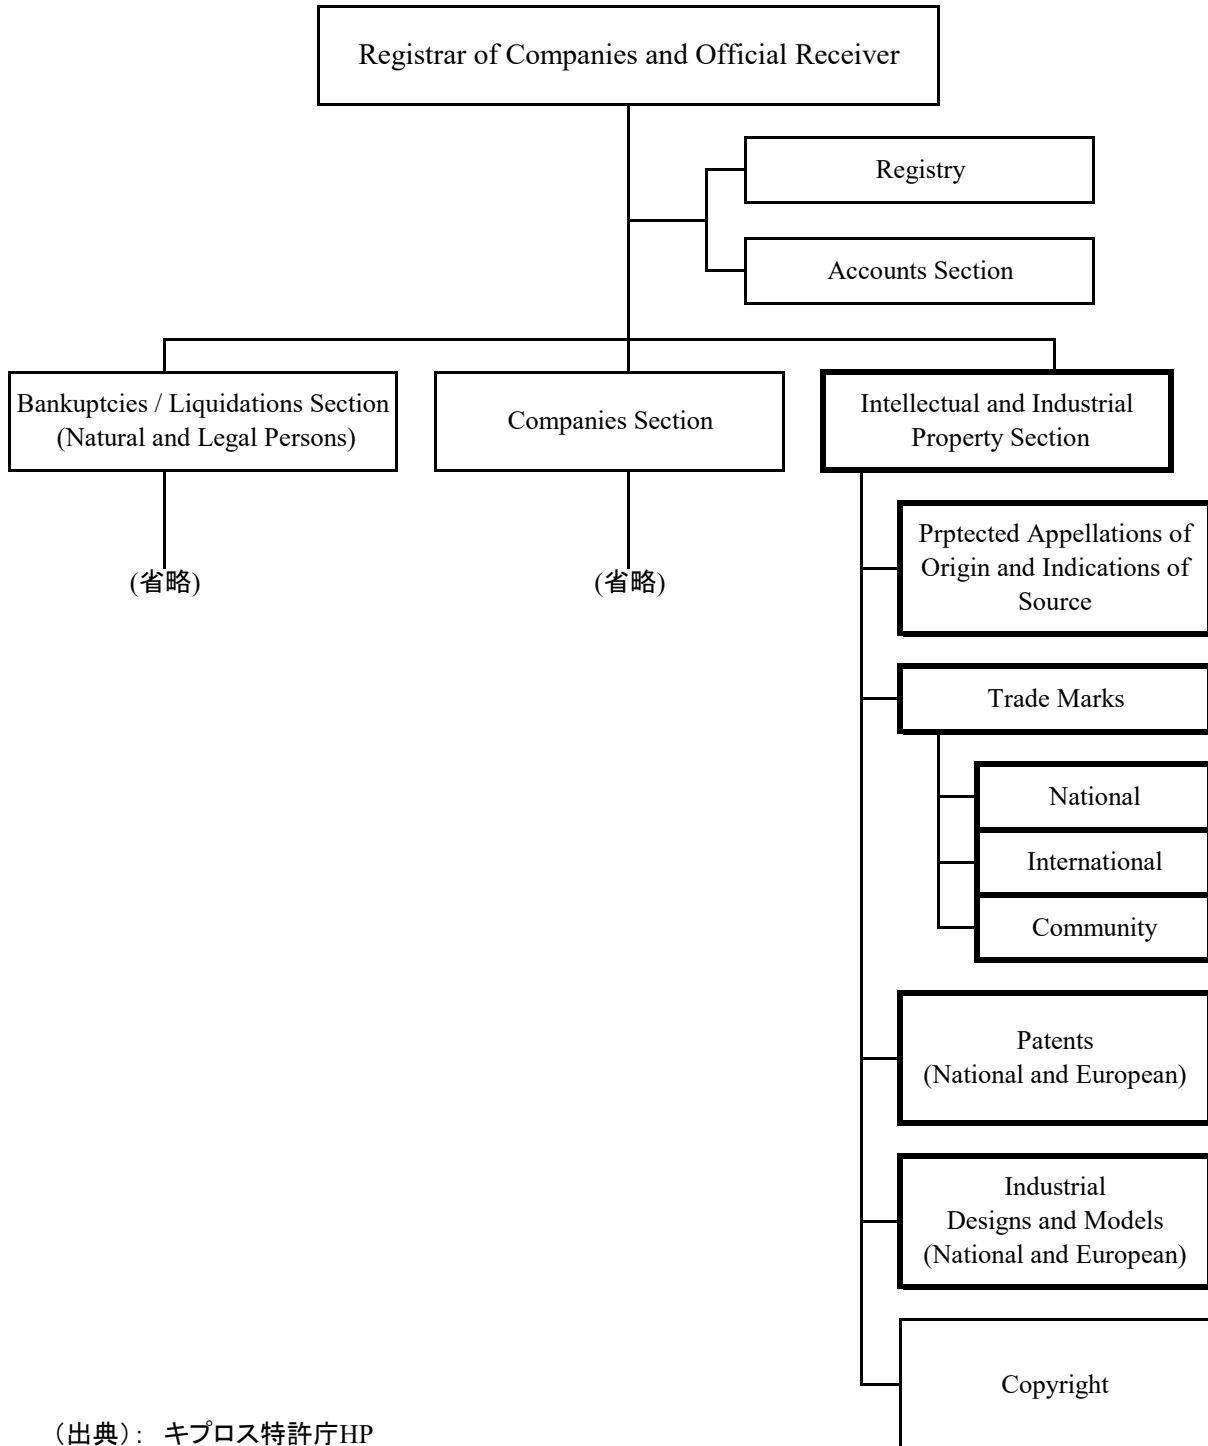 Registrar of Companies and Official Receiver
Registry
Accounts Section
Bankuptcies / Liquidations Section
(Natural and Legal Persons)
Companies Section
Intellectual and Industrial
Property Section
(省略)
(省略)
Prptected Appellations of
Origin and Indications of
Source
Trade Marks
National
International
Community
Patents
(National and European)
Industrial
Designs and Models
(National and European)
Copyright
（出典）： キプロス特許庁HP